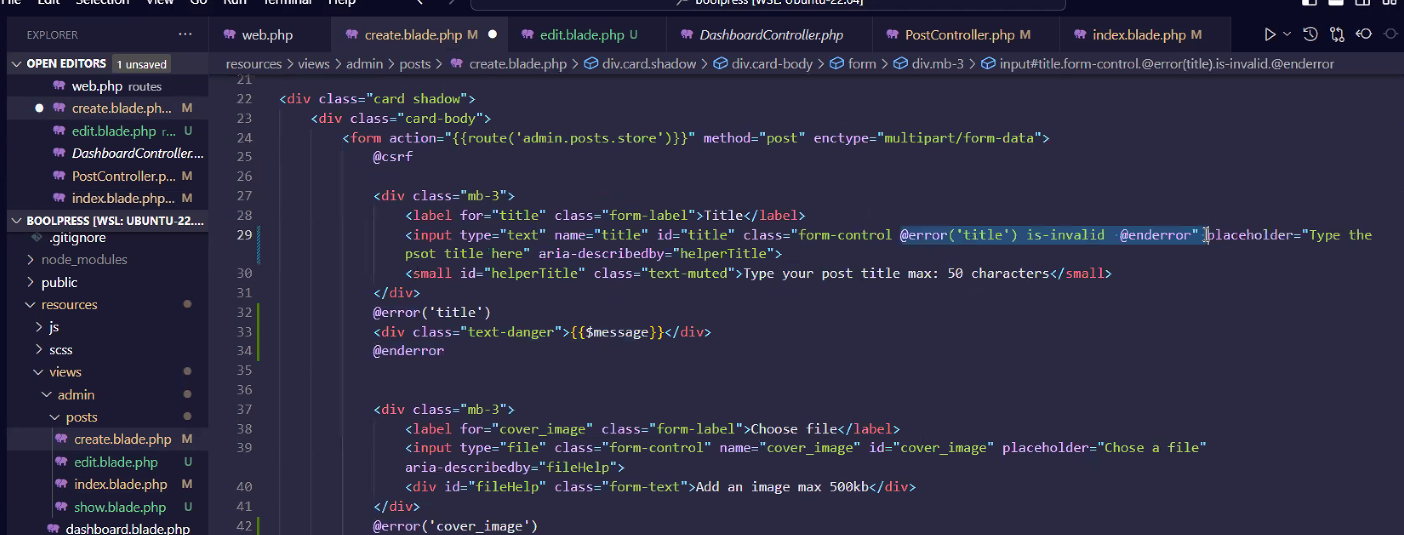 File Edit Selection View Go Run Terminal Help
boolpress [WSL: Ubuntu-22.04]
EXPLORER ···
web.php
create.blade.php M
edit.blade.php U
DashboardController.php
PostController.php M
index.blade.php M
OPEN EDITORS 1 unsaved
web.php routes
create.blade.ph... M
edit.blade.php r... U
DashboardController....
PostController.p... M
index.blade.php... M
BOOLPRESS [WSL: UBUNTU-22....
.gitignore
node_modules
public
resources
js
scss
views
admin
posts
create.blade.php M
edit.blade.php U
index.blade.php M
show.blade.php U
dashboard.blade.php
resources > views > admin > posts > create.blade.php > div.card.shadow > div.card-body > form > div.mb-3 > input#title.form-control.@error(title).is-invalid.@enderror
21
22 <div class="card shadow">
23 <div class="card-body">
24 <form action="{{route('admin.posts.store')}}" method="post" enctype="multipart/form-data">
25 @csrf
26
27 <div class="mb-3">
28 <label for="title" class="form-label">Title</label>
29 <input type="text" name="title" id="title" class="form-control @error('title') is-invalid @enderror" placeholder="Type the
psot title here" aria-describedby="helperTitle">
30 <small id="helperTitle" class="text-muted">Type your post title max: 50 characters</small>
31 </div>
32 @error('title')
33 <div class="text-danger">{{$message}}</div>
34 @enderror
35
36
37 <div class="mb-3">
38 <label for="cover_image" class="form-label">Choose file</label>
39 <input type="file" class="form-control" name="cover_image" id="cover_image" placeholder="Chose a file"
aria-describedby="fileHelp">
40 <div id="fileHelp" class="form-text">Add an image max 500kb</div>
41 </div>
42 @error('cover_image')